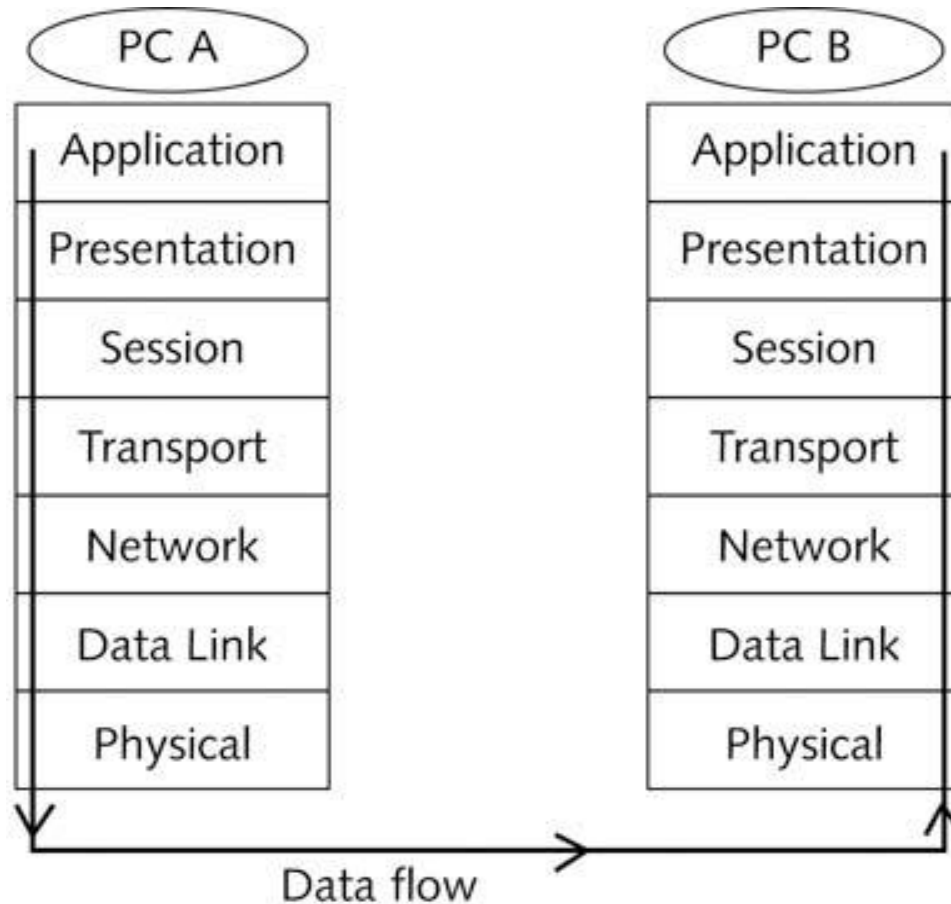 PC A
PC B
Application
Application
Presentation
Presentation
Session
Session
Transport
Transport
Network
Network
Data Link
Data Link
Physical
Physical
Data flow